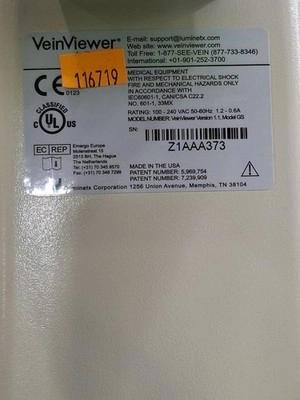 VeinViewer®
E-mail: support@luminetx.com
Web site: www.veinviewer.com
Toll Free: 1-877-SEE-VEIN (877-733-8346)
International: +01-901-252-3700
116719
CE
0123
MEDICAL EQUIPMENT
WITH RESPECT TO ELECTRICAL SHOCK
FIRE AND MECHANICAL HAZARDS ONLY
IN ACCORDANCE WITH
IEC60601-1, CAN/CSA C22.2
NO. 601-1, 33MX
CLASSIFIED
C UL US
RATING: 100 - 240 VAC 50-60Hz, 1.2 - 0.6A
MODEL NUMBER: VeinViewer Version 1.1, Model GS
SN:
Z1AAA373
EC REP
Emergo Europe
Molenstraat 15
2513 BH, The Hague
The Netherlands
Tel: (+31) 70 345 8570
Fax: (+31) 70 346 7299
MADE IN USA
PATENT NUMBER: 5,969,754
PATENT NUMBER: 7,239,909
Luminetx Corporation 1256 Union Avenue, Memphis, TN 38104